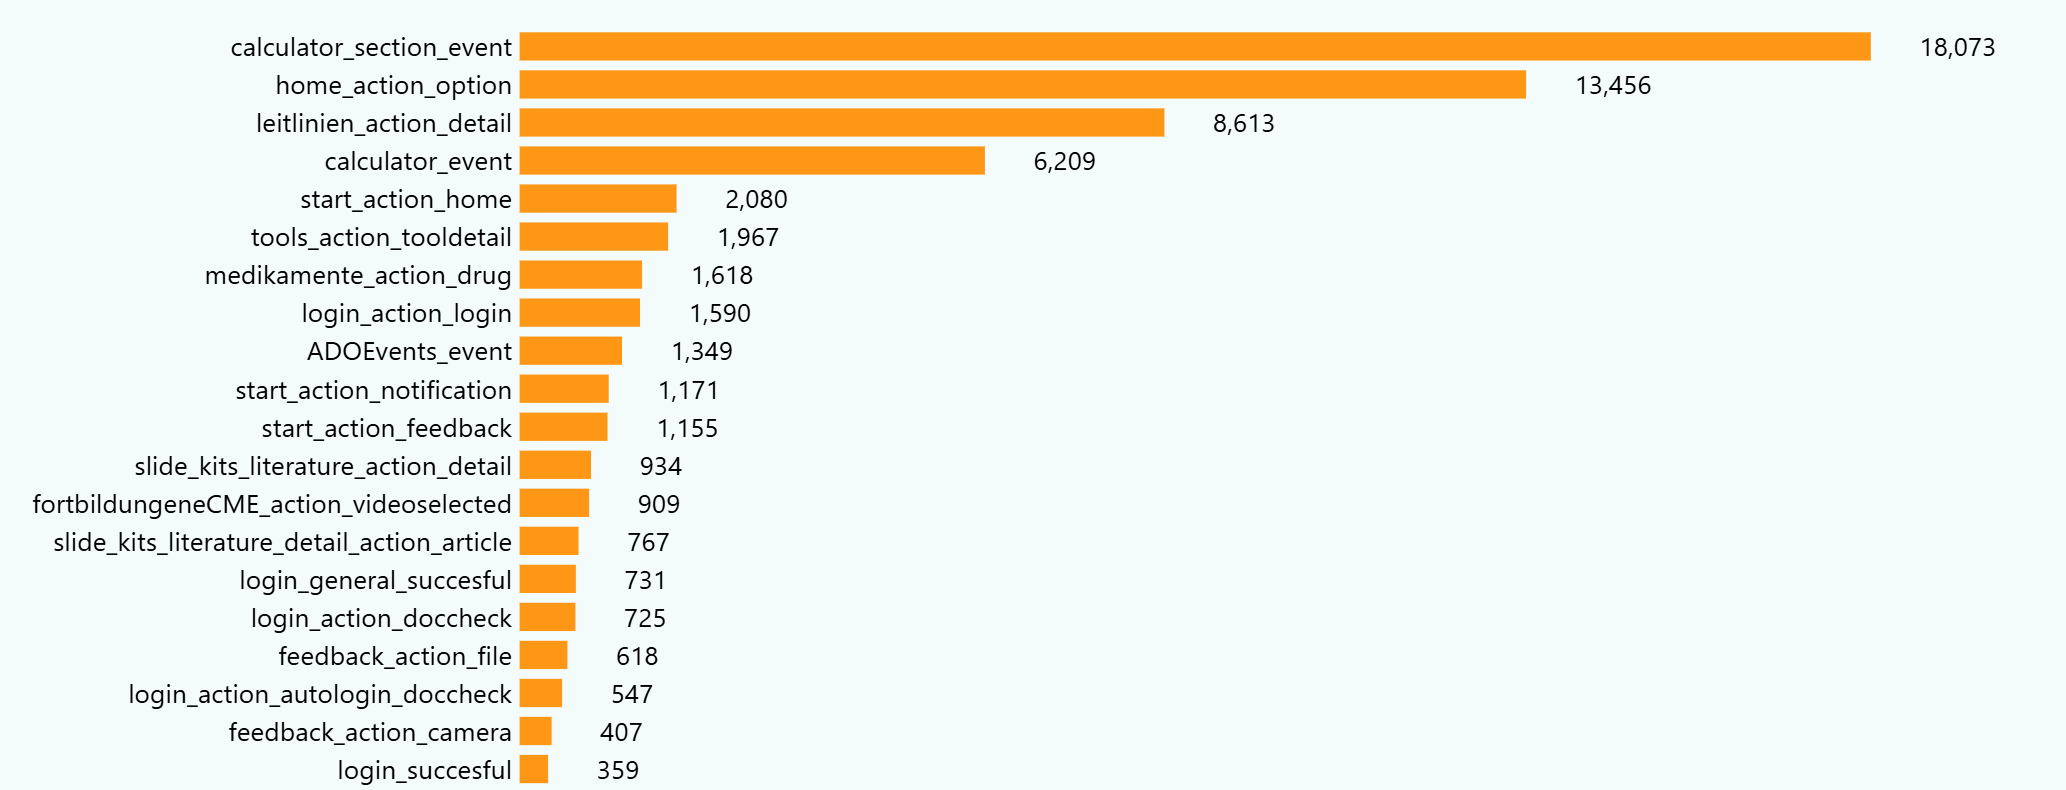 calculator_section_event 18,073
home_action_option 13,456
leitlinien_action_detail 8,613
calculator_event 6,209
start_action_home 2,080
tools_action_tooldetail 1,967
medikamente_action_drug 1,618
login_action_login 1,590
ADOEvents_event 1,349
start_action_notification 1,171
start_action_feedback 1,155
slide_kits_literature_action_detail 934
fortbildungeneCME_action_videoselected 909
slide_kits_literature_detail_action_article 767
login_general_succesful 731
login_action_doccheck 725
feedback_action_file 618
login_action_autologin_doccheck 547
feedback_action_camera 407
login_succesful 359